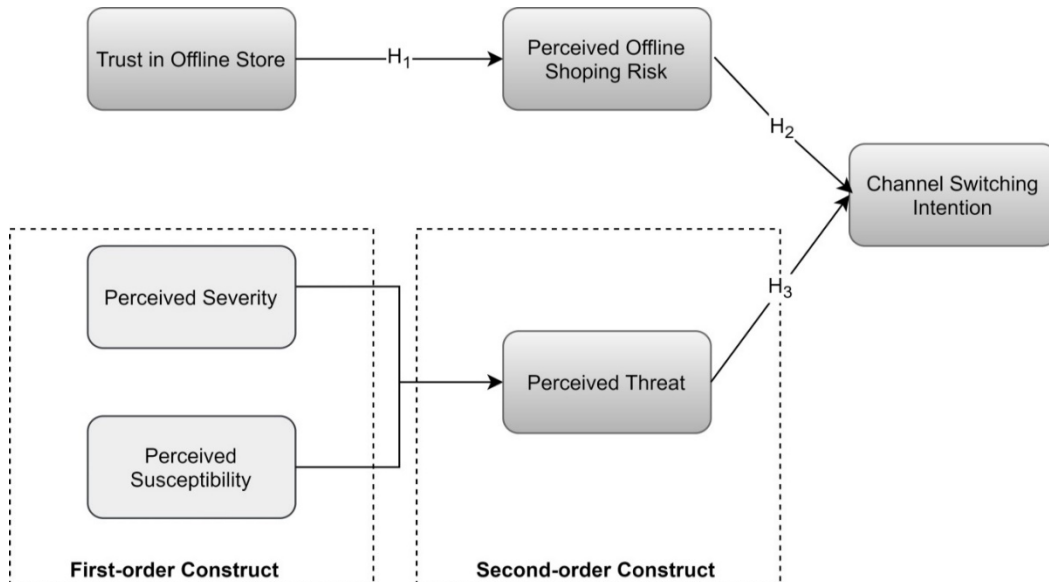 Trust in Offline Store
H1
Perceived Offline
Shoping Risk
H2
Channel Switching
Intention
Perceived Severity
H3
Perceived Threat
Perceived
Susceptibility
First-order Construct
Second-order Construct